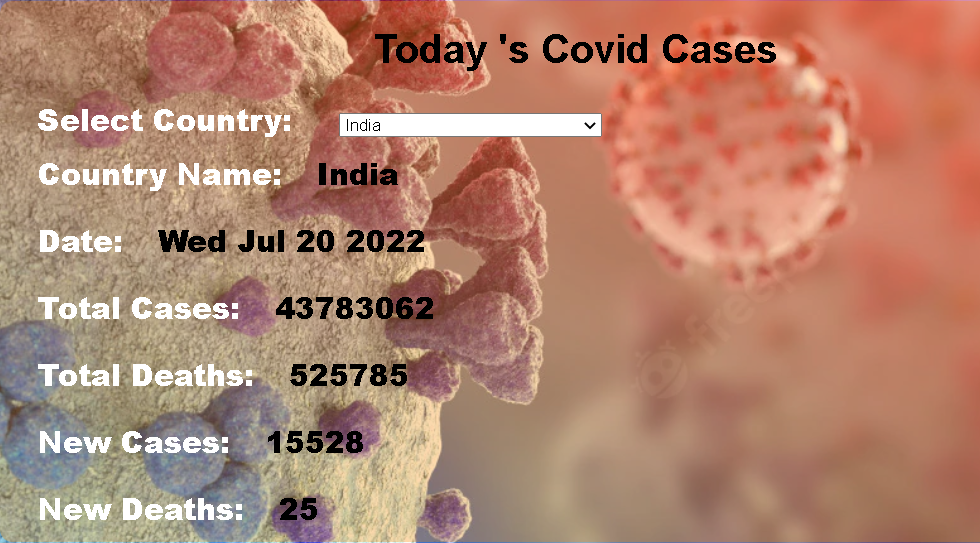 Today 's Covid Cases
Select Country: India
Country Name: India
Date: Wed Jul 20 2022
Total Cases: 43783062
Total Deaths: 525785
New Cases: 15528
New Deaths: 25